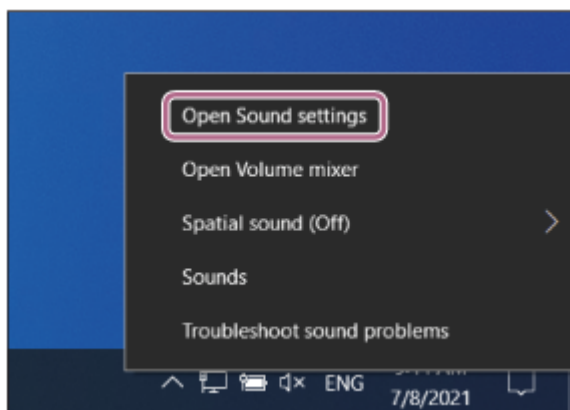 Open Sound settings
Open Volume mixer
Spatial sound (Off)
Sounds
Troubleshoot sound problems
ENG
7/8/2021